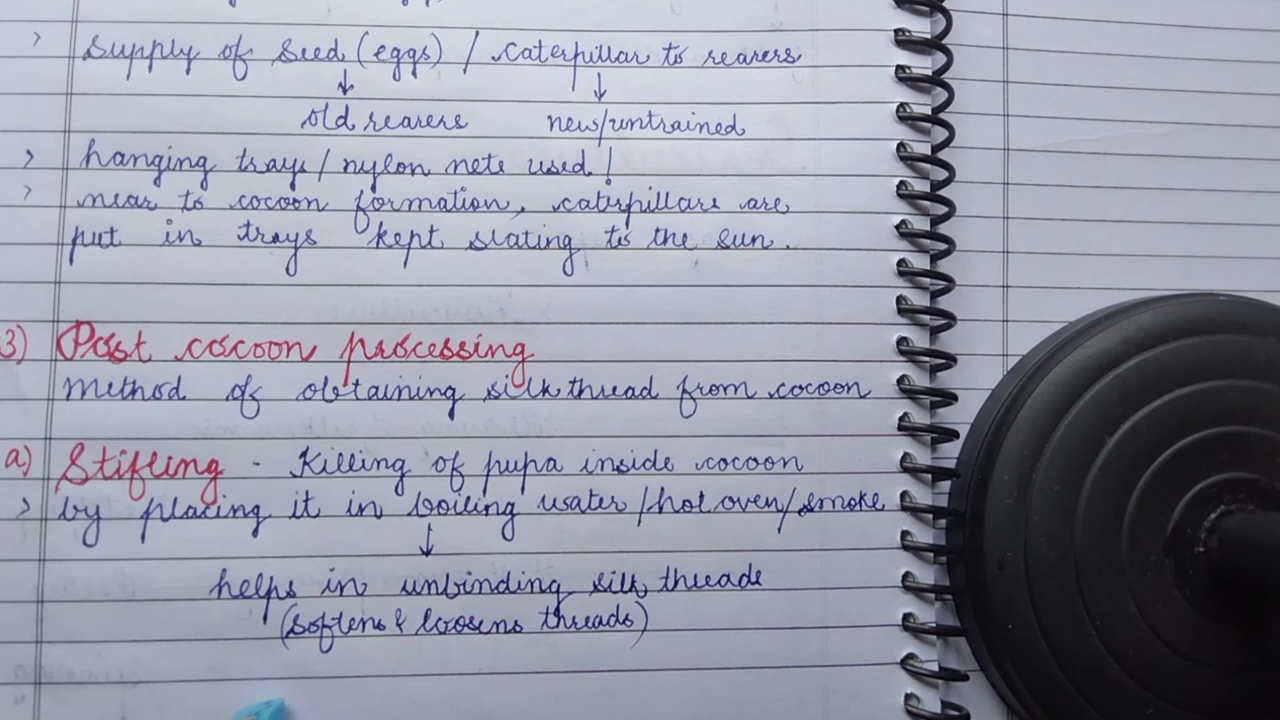 > Supply of Seed (eggs) / caterpillar to rearers
↓ ↓
old rearers new/untrained
> hanging trays / nylon nets used!
> near to cocoon formation, caterpillars are
put in trays kept slating to the sun.
3) Post cocoon processing
Method of obtaining silk thread from cocoon
a) Stifling - Killing of pupa inside cocoon
> by placing it in boiling water/hot oven/smoke
↓
helps in unbinding silk threads
(softens & loosens threads)